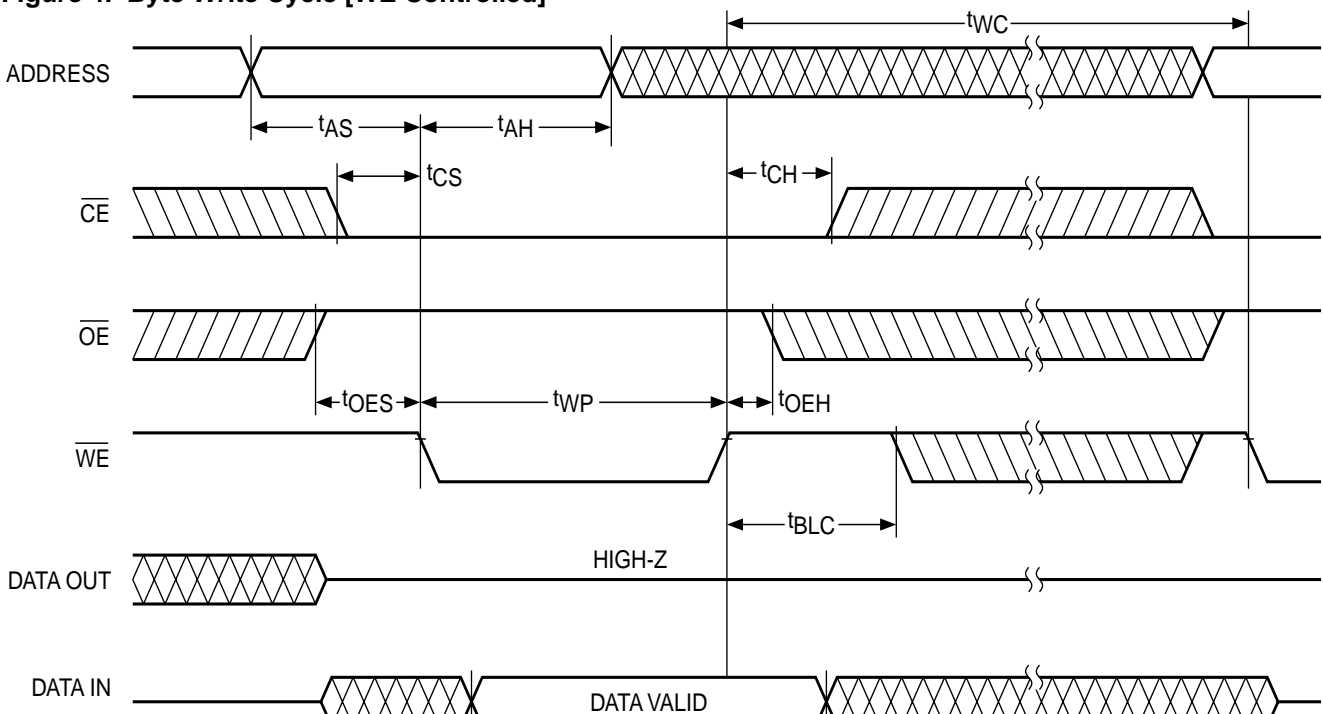 Figure 4. Byte Write Cycle [WE Controlled]
tWC
ADDRESS
tAS
tAH
tCS
tCH
CE
OE
tOES
tWP
tOEH
WE
tBLC
HIGH-Z
DATA OUT
DATA IN
DATA VALID